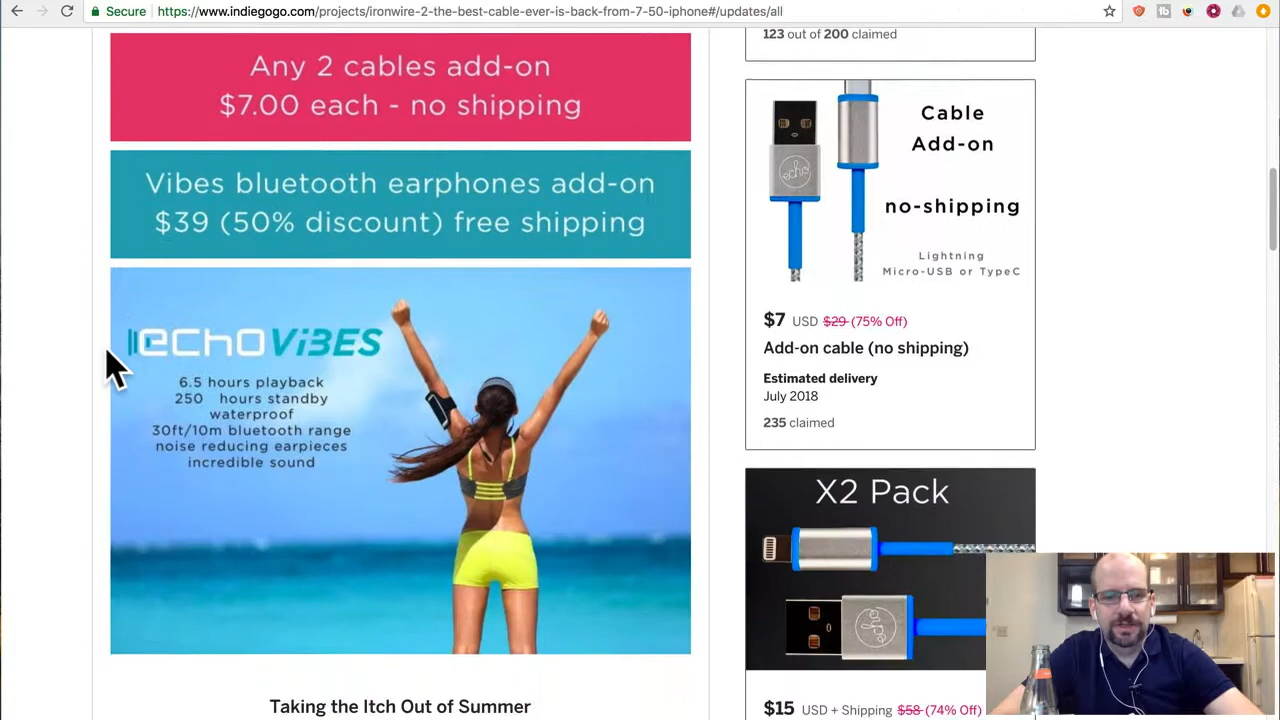 Secure
https://www.indiegogo.com/projects/ironwire-2-the-best-cable-ever-is-back-from-7-50-iphone#/updates/all
Any 2 cables add-on
$7.00 each - no shipping
Vibes bluetooth earphones add-on
$39 (50% discount) free shipping
echo ViBES
6.5 hours playback
250 hours standby
waterproof
30ft/10m bluetooth range
noise reducing earpieces
incredible sound
Taking the Itch Out of Summer
123 out of 200 claimed
Cable
Add-on
no-shipping
Lightning
Micro-USB or TypeC
echo
$7 USD $29 (75% Off)
Add-on cable (no shipping)
Estimated delivery
July 2018
235 claimed
X2 Pack
echo
$15 USD + Shipping $58 (74% Off)